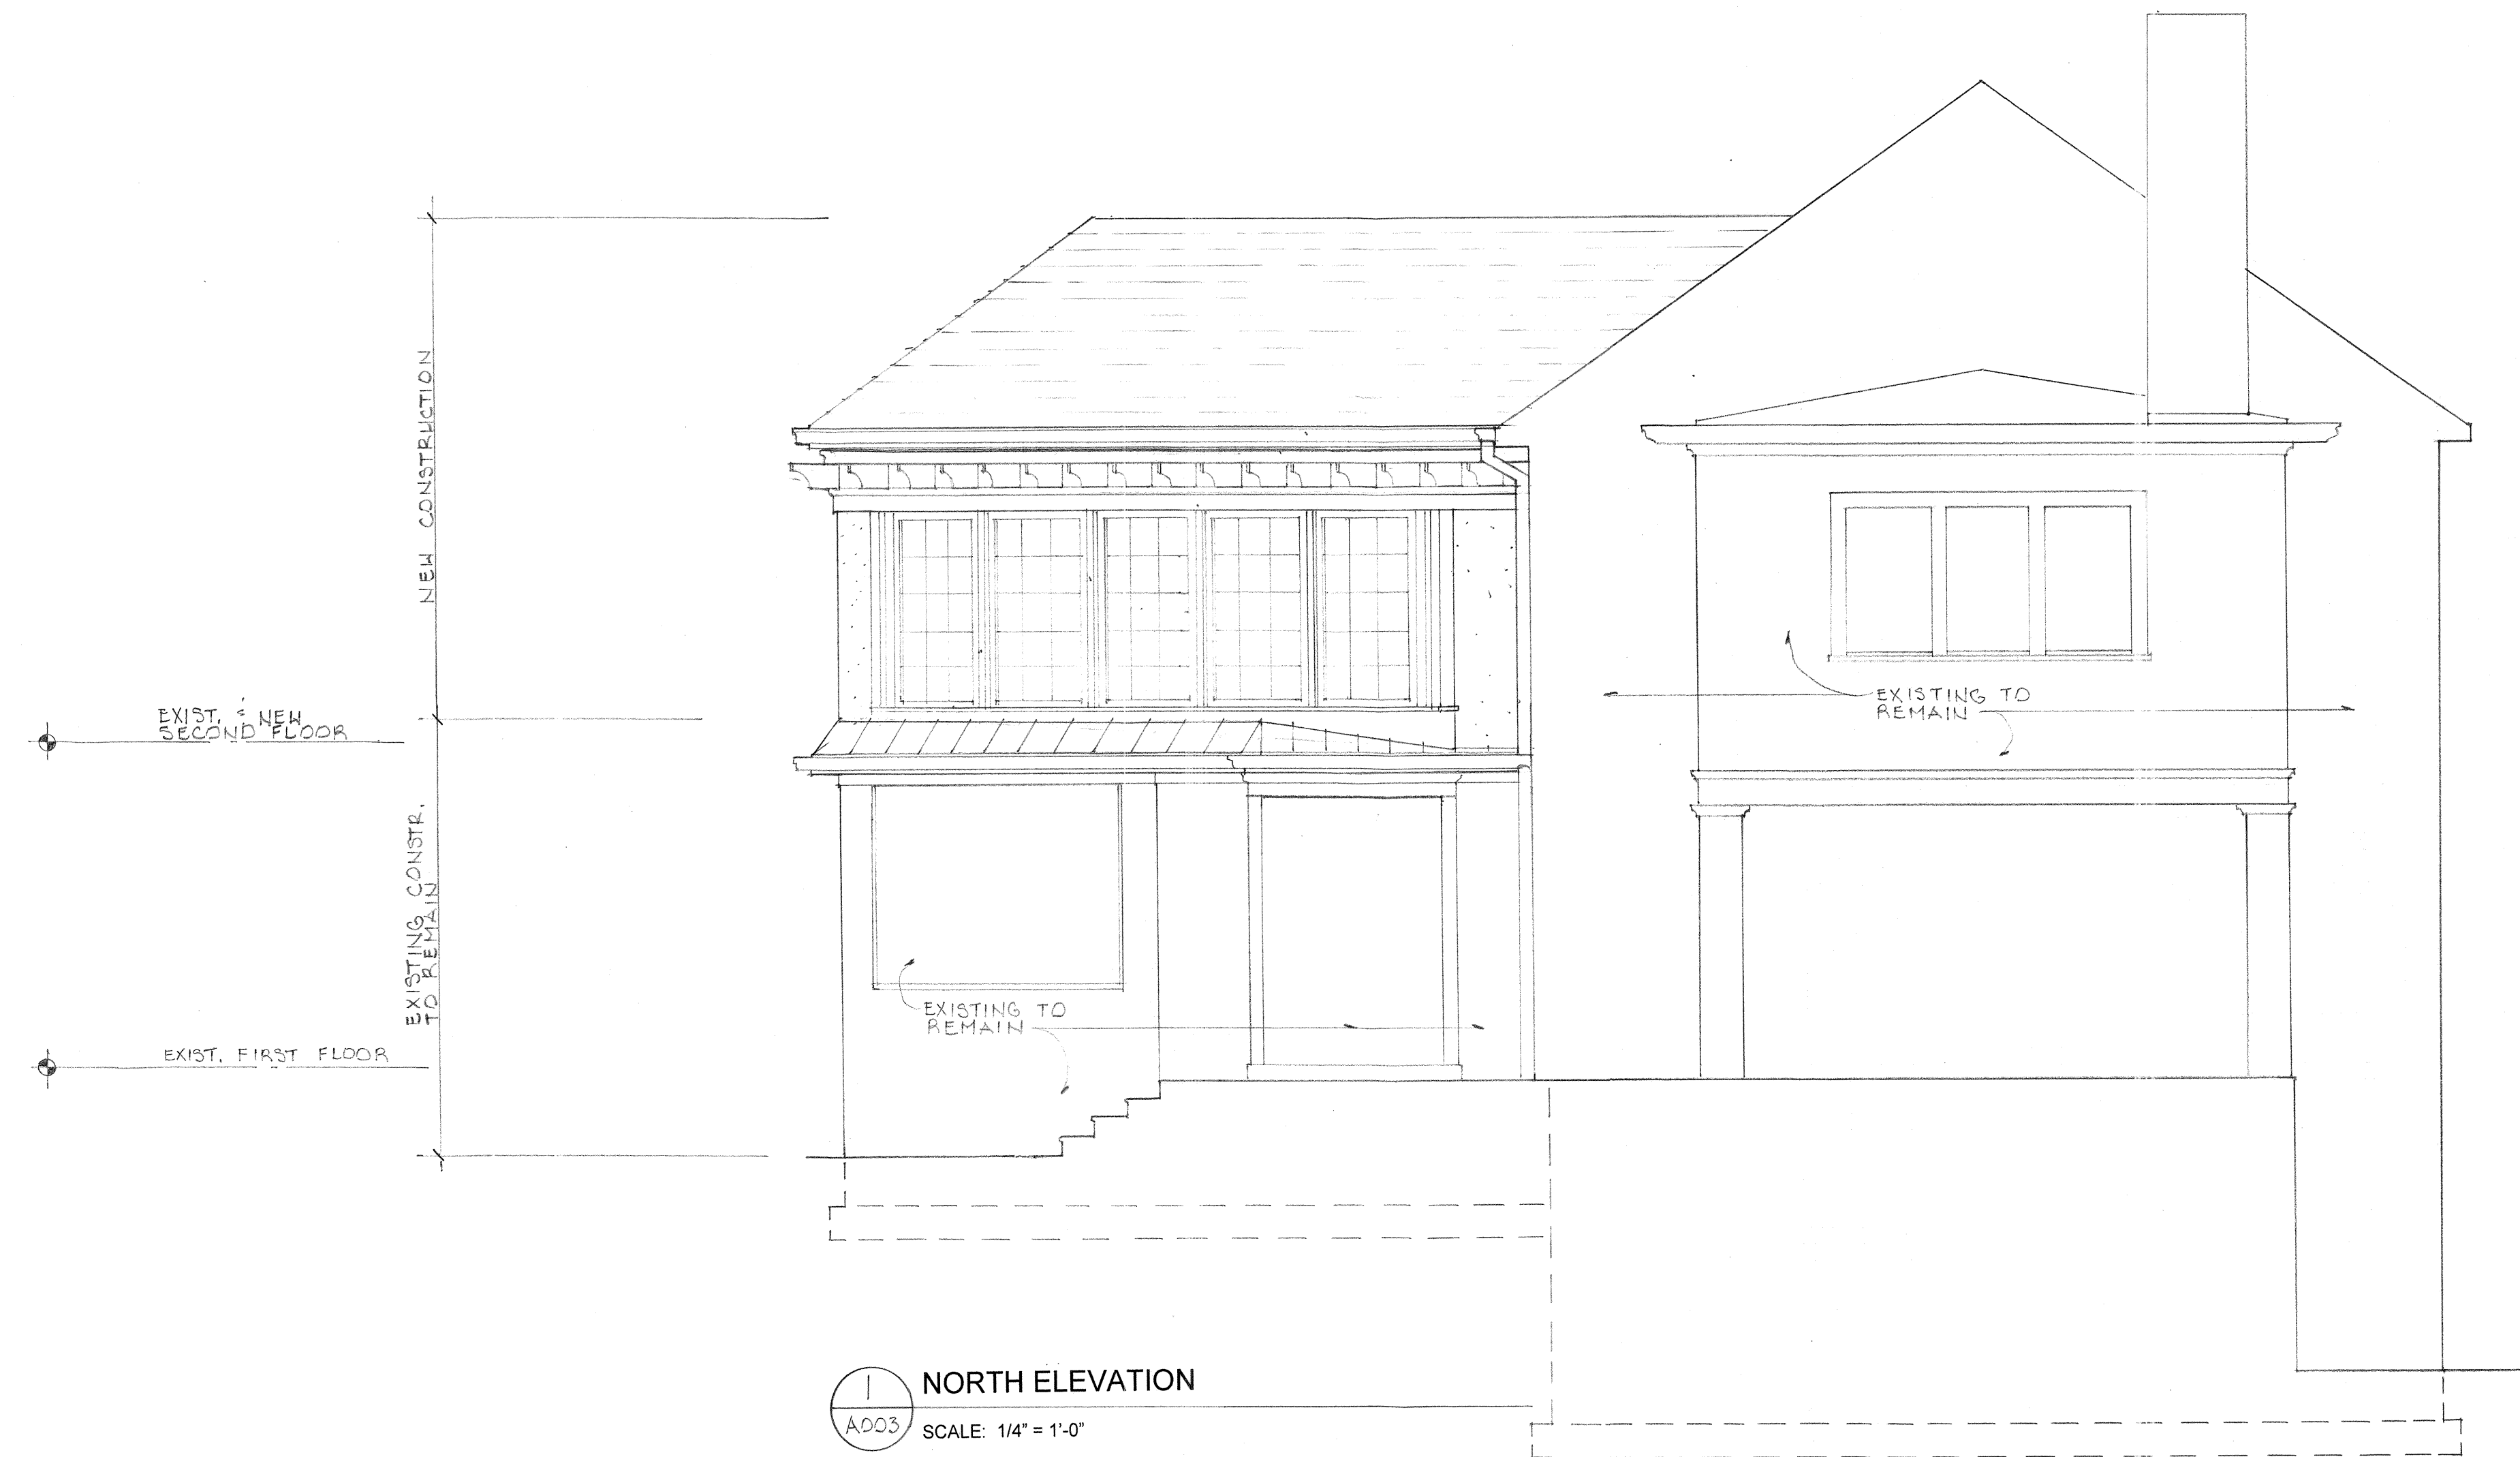 NEW CONSTRUCTION
EXIST. & NEW
SECOND FLOOR
EXISTING TO
REMAIN
EXISTING CONSTR.
TO REMAIN
EXISTING TO
REMAIN
EXIST. FIRST FLOOR
1
A003
NORTH ELEVATION
SCALE: 1/4" = 1'-0"